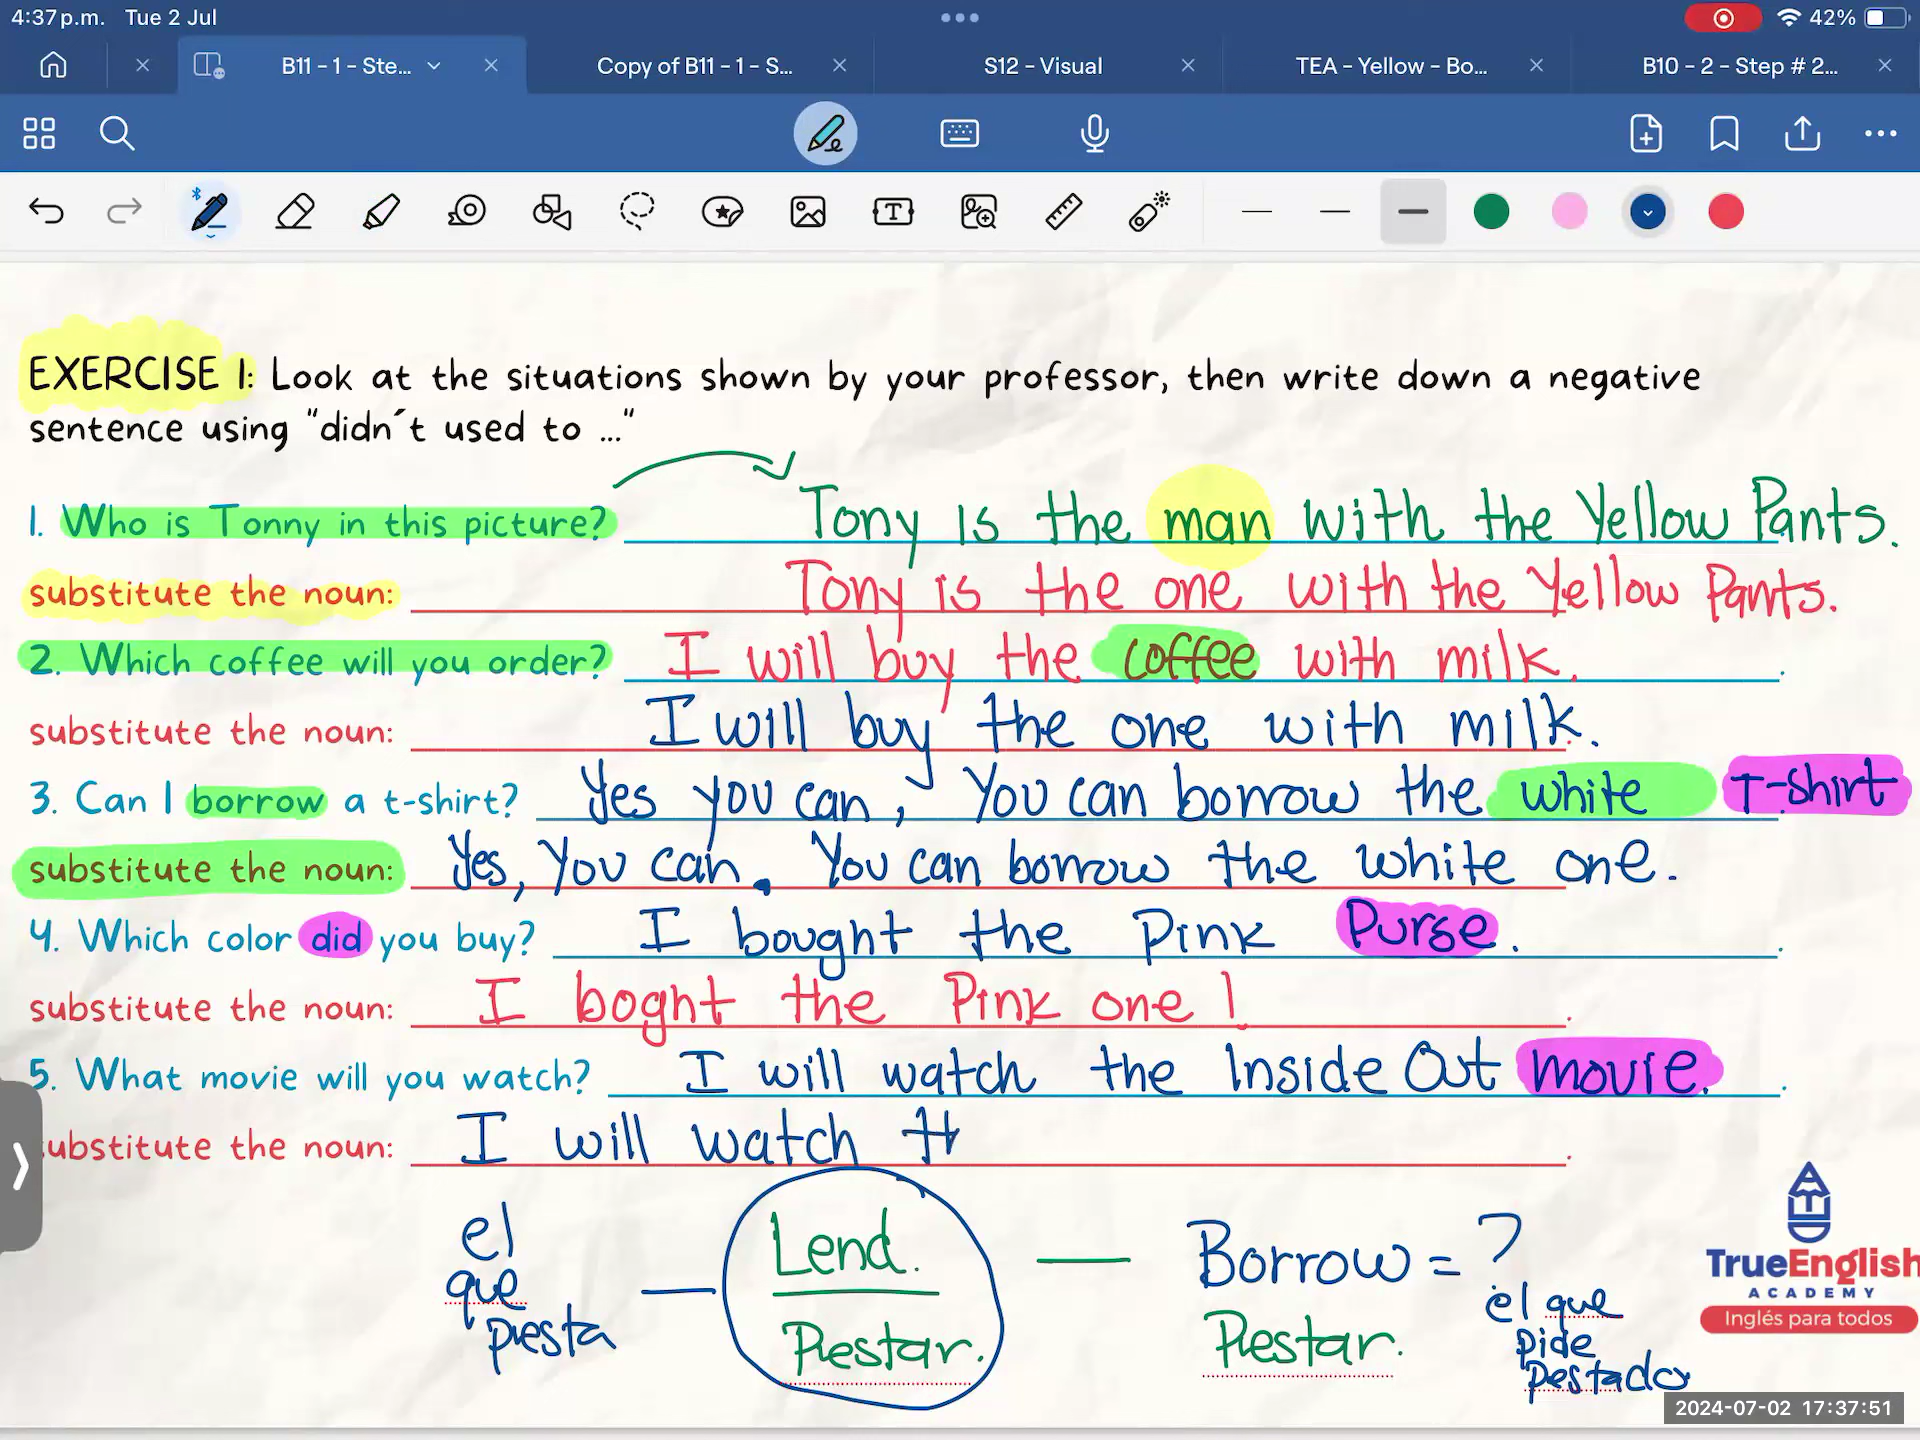 4:37 p.m. Tue 2 Jul
42%
B11 - 1 - Ste...
Copy of B11 - 1 - S...
S12 - Visual
TEA - Yellow - Bo...
B10 - 2 - Step # 2...
EXERCISE 1: Look at the situations shown by your professor, then write down a negative
sentence using "didn´t used to ..."
1. Who is Tonny in this picture? Tony is the man with the Yellow Pants.
substitute the noun: Tony is the one with the Yellow Pants.
2. Which coffee will you order? I will buy the coffee with milk.
substitute the noun: I will buy the one with milk.
3. Can I borrow a t-shirt? Yes you can, You can borrow the white T-shirt
substitute the noun: Yes, you can. You can borrow the white one.
4. Which color did you buy? I bought the Pink Purse.
substitute the noun: I boght the Pink one!
5. What movie will you watch? I will watch the Inside Out movie.
ubstitute the noun: I will watch th
el
que
presta
Lend.
Prestar.
Borrow = ?
Prestar.
el que
pide
pestado
TrueEnglish
ACADEMY
Inglés para todos
2024-07-02 17:37:51